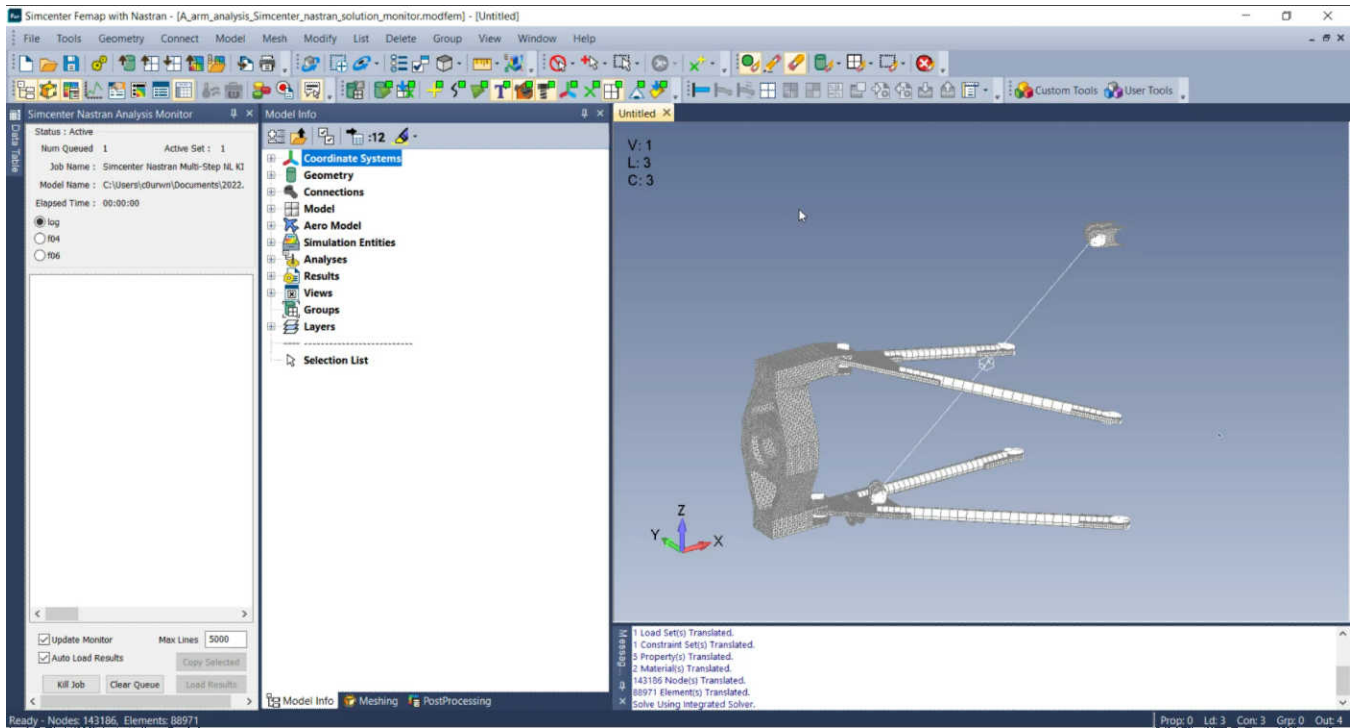 Simcenter Femap with Nastran - [A_arm_analysis_Simcenter_nastran_solution_monitor.modfem] - [Untitled]
File Tools Geometry Connect Model Mesh Modify List Delete Group View Window Help
:12
Custom Tools User Tools
Data Table
Simcenter Nastran Analysis Monitor
Status : Active
Num Queued 1 Active Set : 1
Job Name : Simcenter Nastran Multi-Step NL KI
Model Name : C:\Users\c0urwn\Documents\2022.
Elapsed Time : 00:00:00
log
f04
f06
Update Monitor Max Lines 5000
Auto Load Results Copy Selected
Kill Job Clear Queue Load Results
Model Info
Coordinate Systems
Geometry
Connections
Model
Aero Model
Simulation Entities
Analyses
Results
Views
Groups
Layers
Selection List
Model Info Meshing PostProcessing
Untitled
V: 1
L: 3
C: 3
Z
Y
X
Messag...
1 Load Set(s) Translated.
1 Constraint Set(s) Translated.
5 Property(s) Translated.
2 Material(s) Translated.
143186 Node(s) Translated.
88971 Element(s) Translated.
Solve Using Integrated Solver.
Ready - Nodes: 143186, Elements: 88971 Prop: 0 Ld: 3 Con: 3 Grp: 0 Out: 4